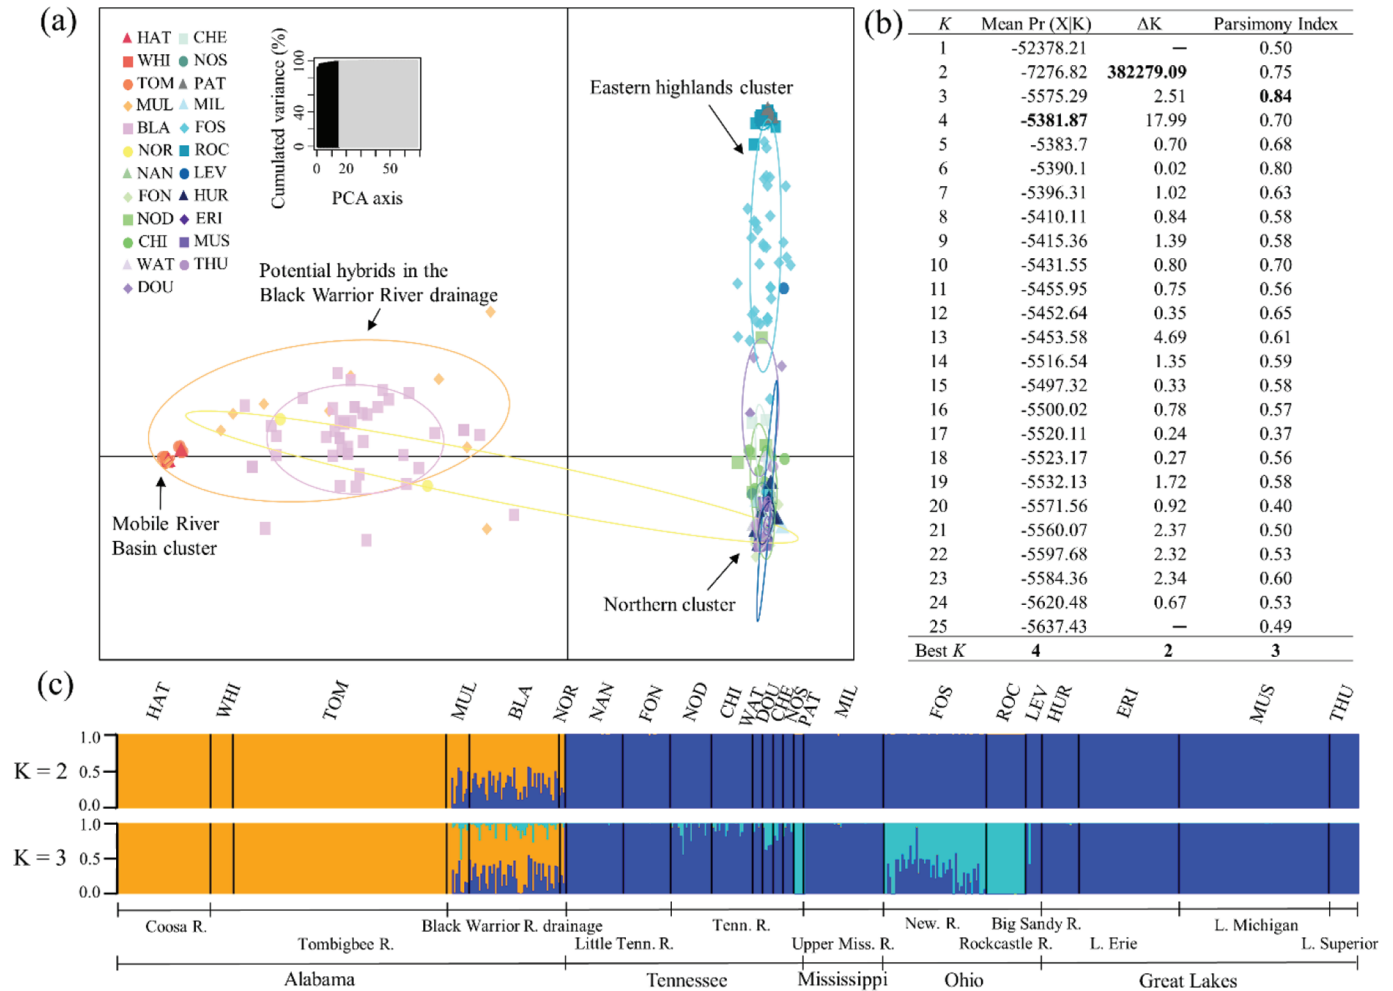 (a)
HAT CHE
WHI NOS
TOM PAT
MUL MIL
BLA FOS
NOR ROC
NAN LEV
FON HUR
NOD ERI
CHI MUS
WAT THU
DOU
Cumulated variance (%)
100
80
40
0
0 20 50
PCA axis
Eastern highlands cluster
Potential hybrids in the
Black Warrior River drainage
Mobile River
Basin cluster
Northern cluster
(b)
K Mean Pr (X|K) ΔK Parsimony Index
1 -52378.21 — 0.50
2 -7276.82 382279.09 0.75
3 -5575.29 2.51 0.84
4 -5381.87 17.99 0.70
5 -5383.7 0.70 0.68
6 -5390.1 0.02 0.80
7 -5396.31 1.02 0.63
8 -5410.11 0.84 0.58
9 -5415.36 1.39 0.58
10 -5431.55 0.80 0.70
11 -5455.95 0.75 0.56
12 -5452.64 0.35 0.65
13 -5453.58 4.69 0.61
14 -5516.54 1.35 0.59
15 -5497.32 0.33 0.58
16 -5500.02 0.78 0.57
17 -5520.11 0.24 0.37
18 -5523.17 0.27 0.56
19 -5532.13 1.72 0.58
20 -5571.56 0.92 0.40
21 -5560.07 2.37 0.50
22 -5597.68 2.32 0.53
23 -5584.36 2.34 0.60
24 -5620.48 0.67 0.53
25 -5637.43 — 0.49
Best K 4 2 3
(c)
HAT WHI TOM MUL BLA NOR NAN FON NOD CHI WAT DOU CHE NOS PAT MIL FOS ROC LEV HUR ERI MUS THU
K = 2
1.0
0.5
0.0
K = 3
1.0
0.5
0.0
Coosa R. Black Warrior R. drainage Tenn. R. New. R. Big Sandy R. L. Michigan
Tombigbee R. Little Tenn. R. Upper Miss. R. Rockcastle R. L. Erie L. Superior
Alabama Tennessee Mississippi Ohio Great Lakes